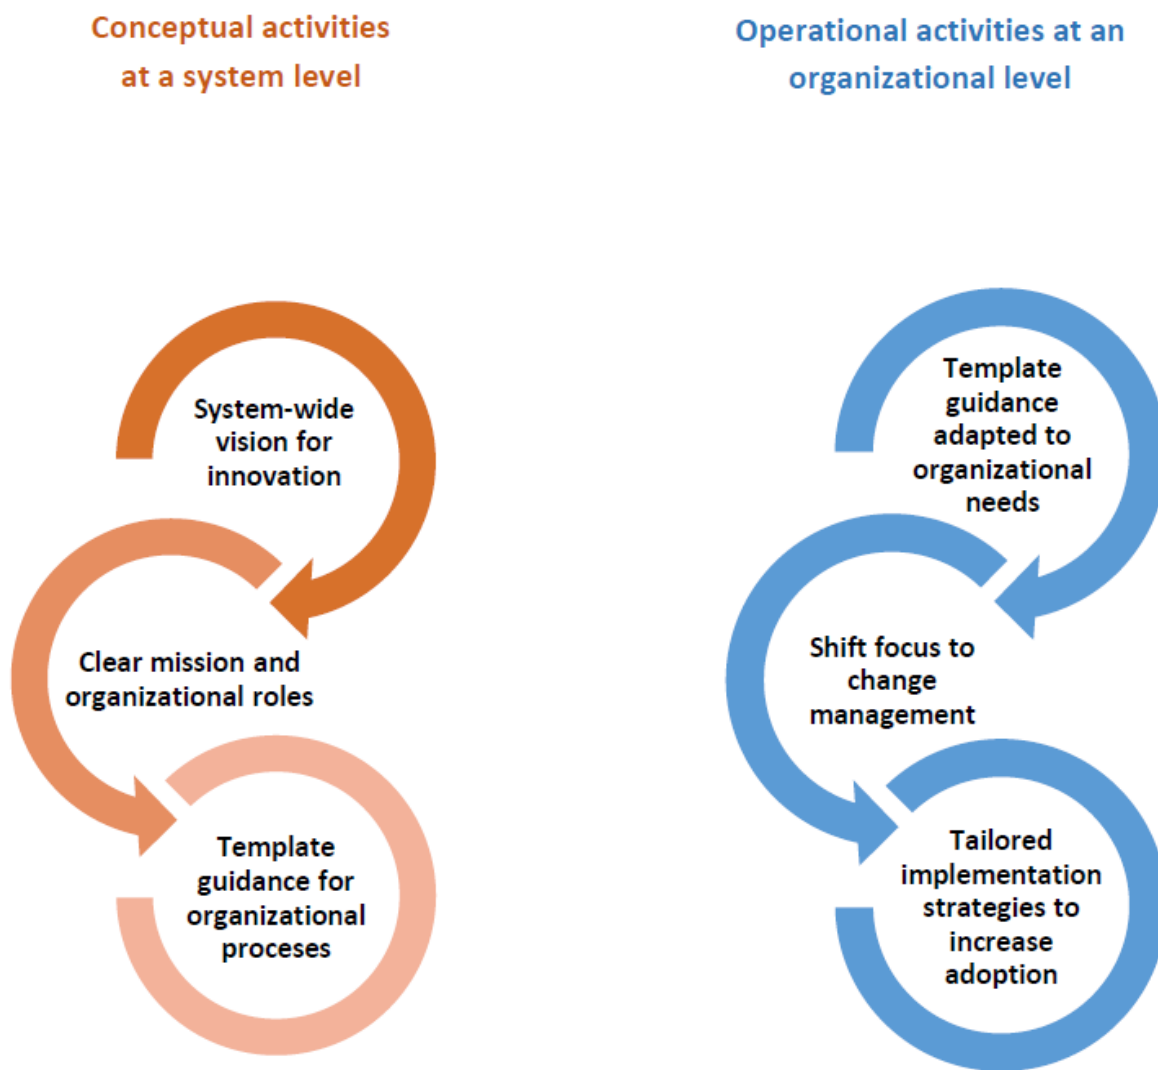 Conceptual activities
at a system level
Operational activities at an
organizational level
System-wide
vision for
innovation
Clear mission and
organizational roles
Template
guidance for
organizational
proceses
Template
guidance
adapted to
organizational
needs
Shift focus to
change
management
Tailored
implementation
strategies to
increase
adoption